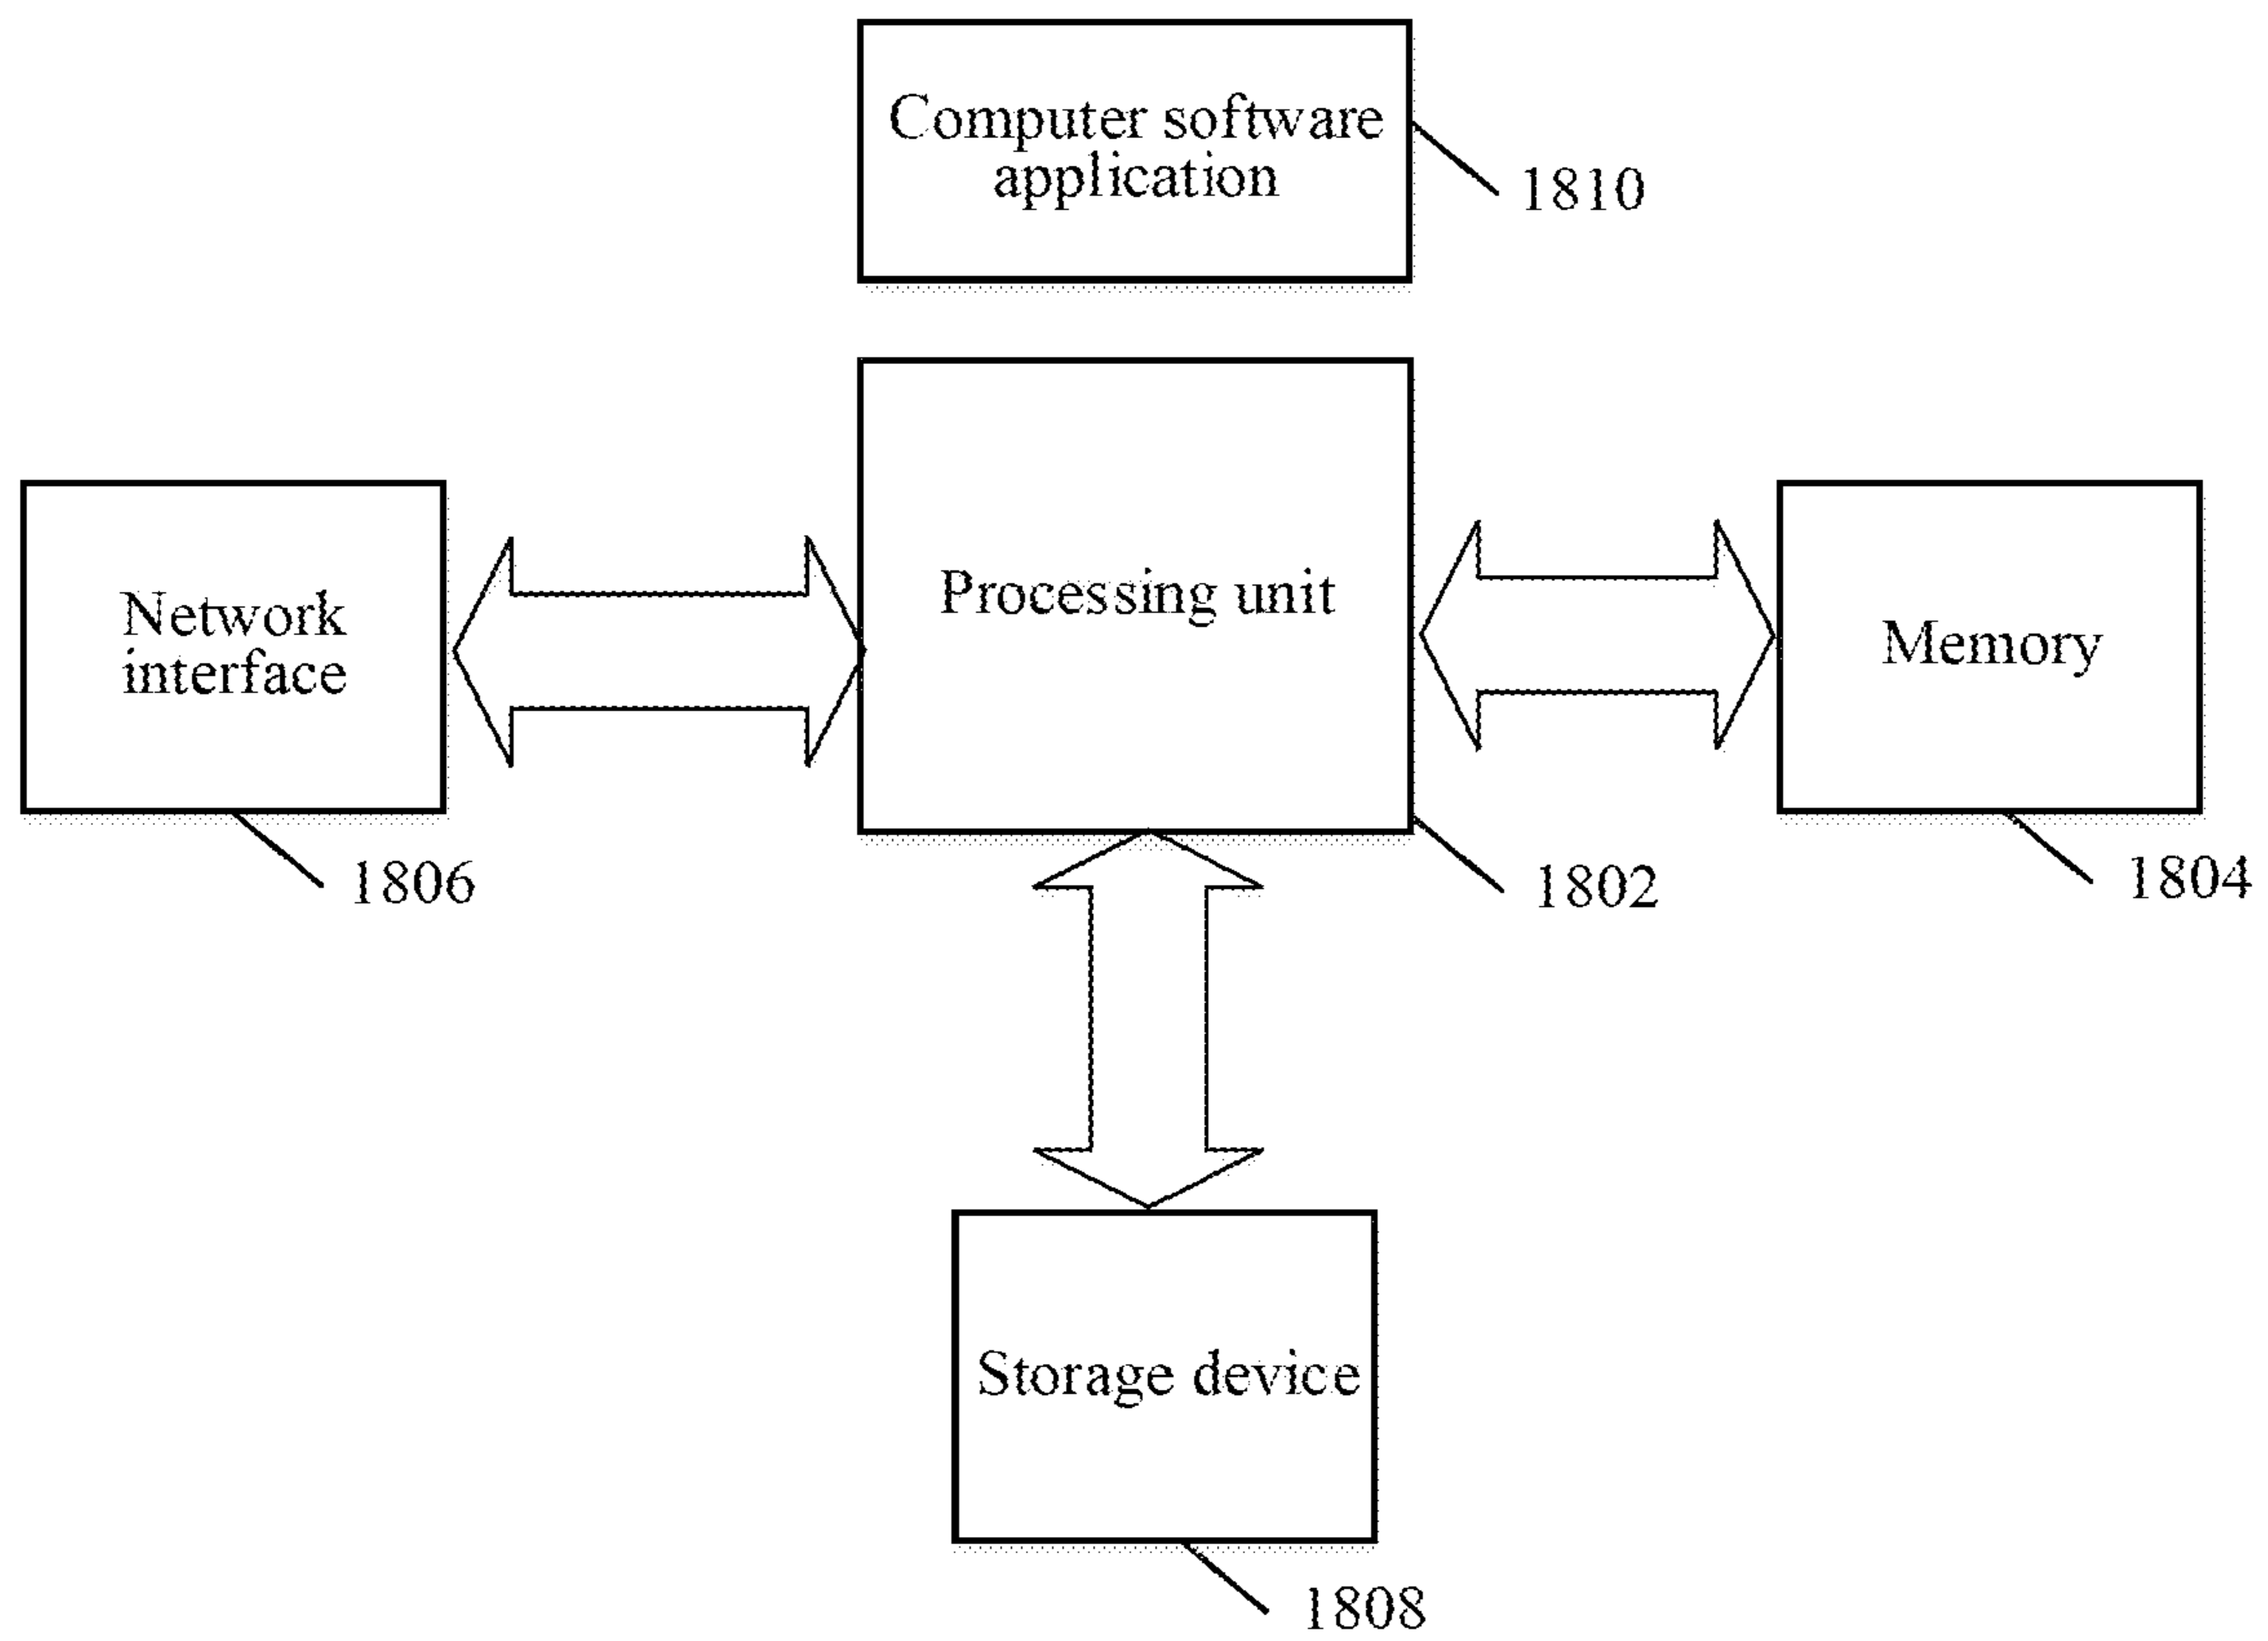 Computer software
application
1810
Processing unit
Network
interface
Memory
1806
1802
1804
Storage device
1808